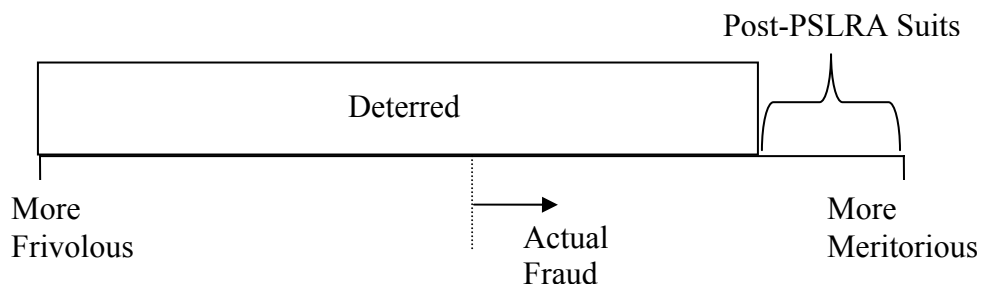 Post-PSLRA Suits
Deterred
More
Frivolous
Actual
Fraud
More
Meritorious